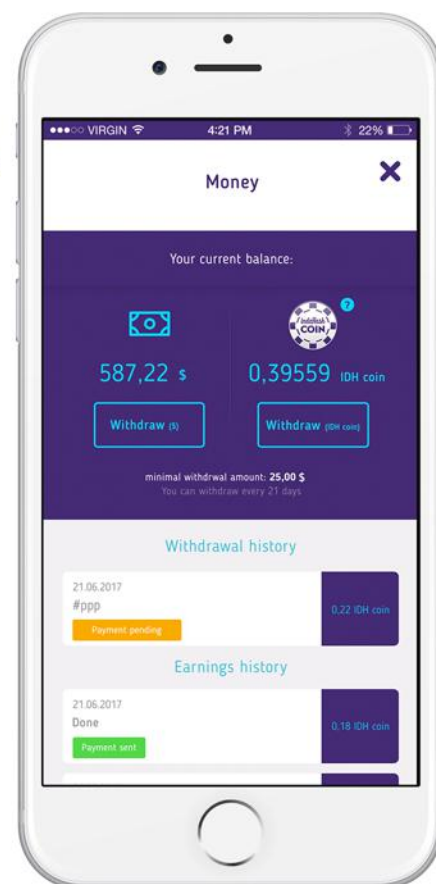 VIRGIN 4:21 PM 22%
Money
Your current balance:
?
IndaHash
COIN
587,22 $ 0,39559 IDH coin
Withdraw ($) Withdraw (IDH coin)
minimal withdrwal amount: 25,00 $
You can withdraw every 21 days
Withdrawal history
21.06.2017
#ppp
0,22 IDH coin
Payment pending
Earnings history
21.06.2017
Done
0,18 IDH coin
Payment sent